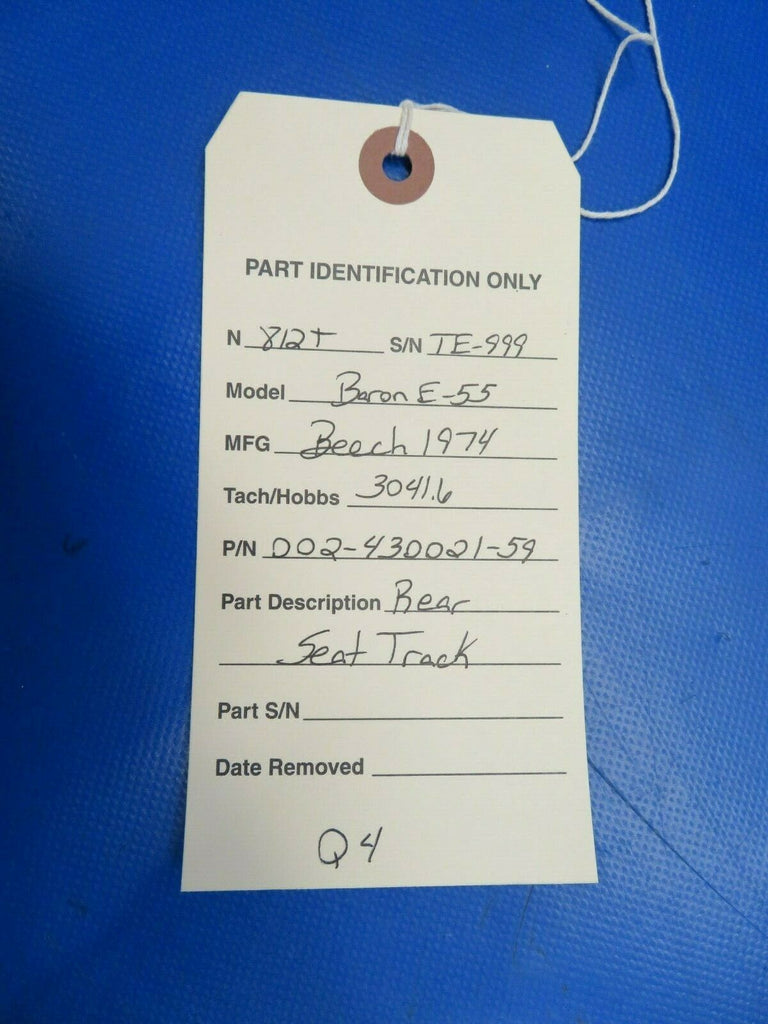 PART IDENTIFICATION ONLY
N 812T S/N TE-999
Model Baron E-55
MFG Beech 1974
Tach/Hobbs 3041.6
P/N 002-430021-59
Part Description Rear
Seat Track
Part S/N
Date Removed
Q4